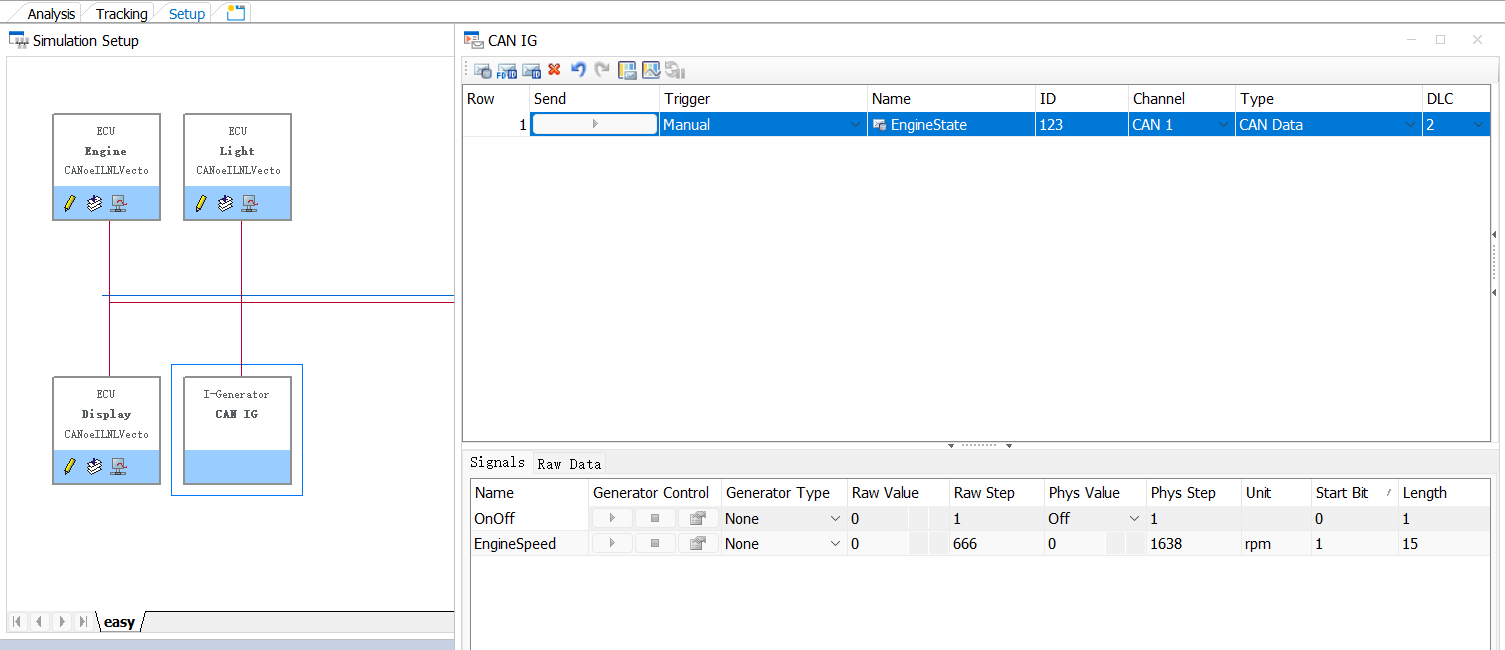 Analysis Tracking Setup
Simulation Setup
ECU
Engine
CANoeILNLVecto
ECU
Light
CANoeILNLVecto
ECU
Display
CANoeILNLVecto
I-Generator
CAN IG
easy
CAN IG
Row Send Trigger Name ID Channel Type DLC
1 Manual EngineState 123 CAN 1 CAN Data 2
Signals Raw Data
Name Generator Control Generator Type Raw Value Raw Step Phys Value Phys Step Unit Start Bit Length
OnOff None 0 1 Off 1 0 1
EngineSpeed None 0 666 0 1638 rpm 1 15